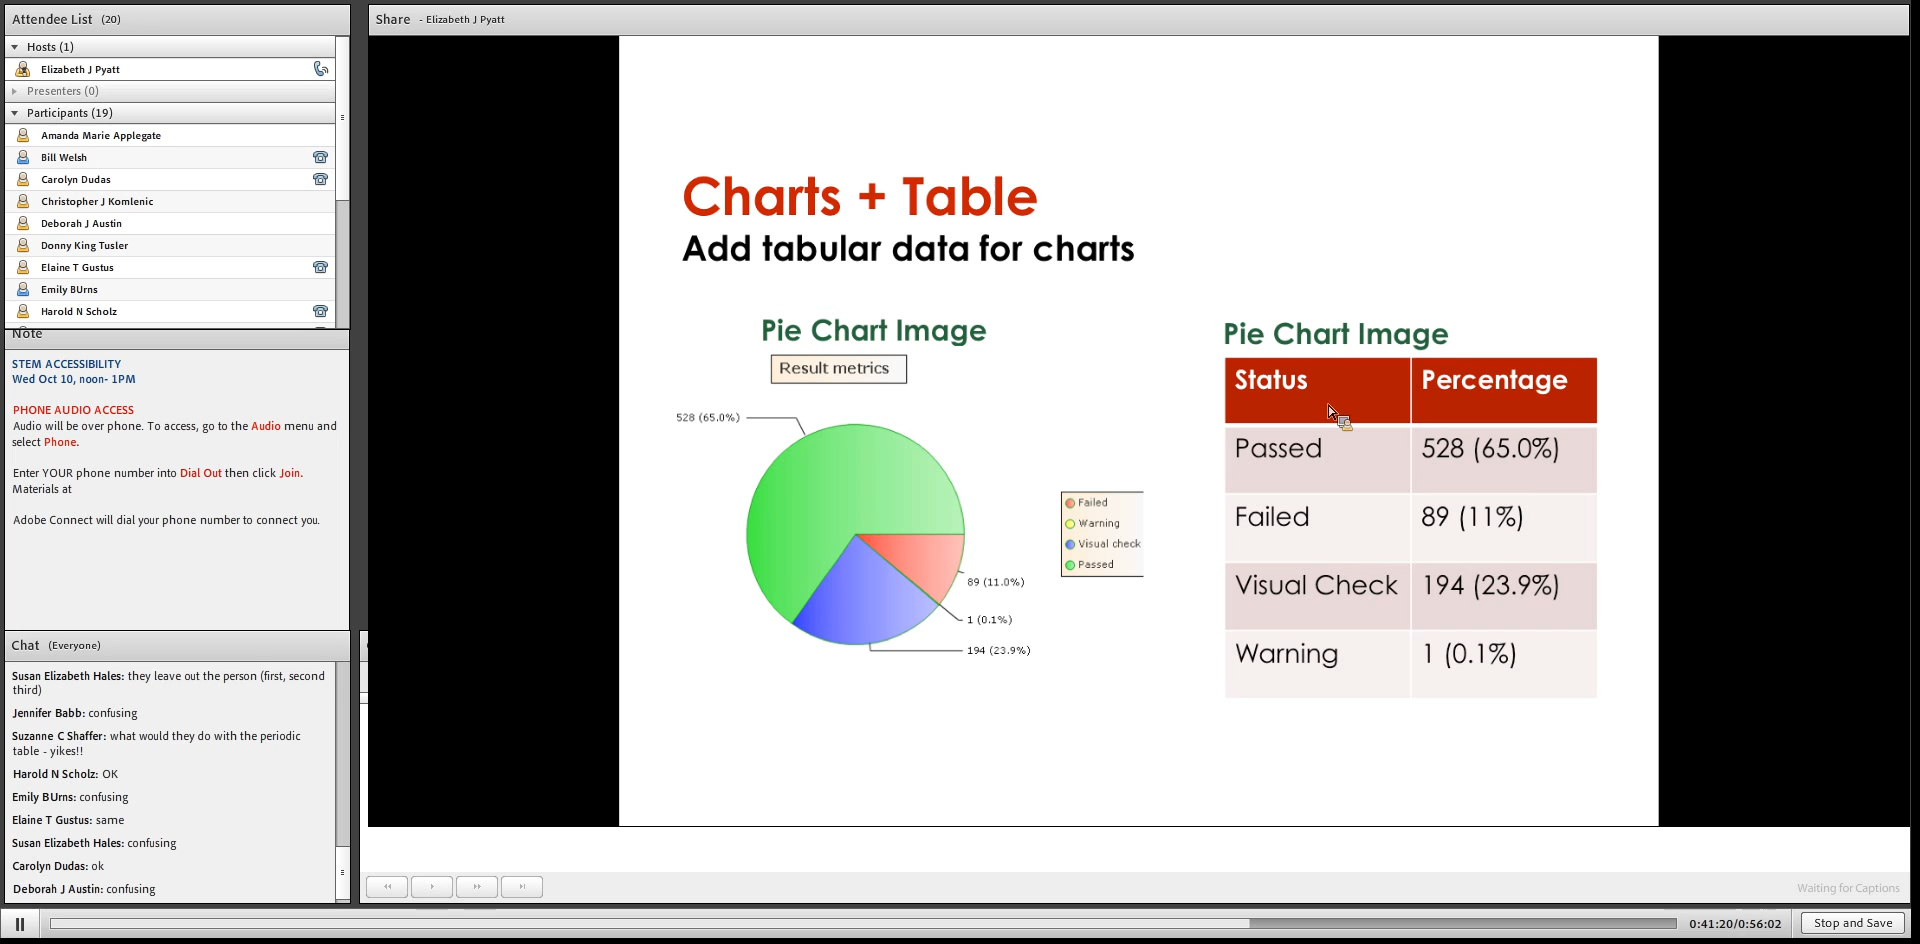 Attendee List (20)
Hosts (1)
Elizabeth J Pyatt
Presenters (0)
Participants (19)
Amanda Marie Applegate
Bill Welsh
Carolyn Dudas
Christopher J Komlenic
Deborah J Austin
Donny King Tusler
Elaine T Gustus
Emily BUrns
Harold N Scholz
Note
STEM ACCESSIBILITY
Wed Oct 10, noon- 1PM
PHONE AUDIO ACCESS
Audio will be over phone. To access, go to the Audio menu and
select Phone.
Enter YOUR phone number into Dial Out then click Join.
Materials at
Adobe Connect will dial your phone number to connect you.
Chat (Everyone)
Susan Elizabeth Hales: they leave out the person (first, second
third)
Jennifer Babb: confusing
Suzanne C Shaffer: what would they do with the periodic
table - yikes!!
Harold N Scholz: OK
Emily BUrns: confusing
Elaine T Gustus: same
Susan Elizabeth Hales: confusing
Carolyn Dudas: ok
Deborah J Austin: confusing
Share - Elizabeth J Pyatt
Charts + Table
Add tabular data for charts
Pie Chart Image
Result metrics
528 (65.0%)
89 (11.0%)
1 (0.1%)
194 (23.9%)
Failed
Warning
Visual check
Passed
Pie Chart Image
Status Percentage
Passed 528 (65.0%)
Failed 89 (11%)
Visual Check 194 (23.9%)
Warning 1 (0.1%)
Waiting for Captions
0:41:20/0:56:02
Stop and Save